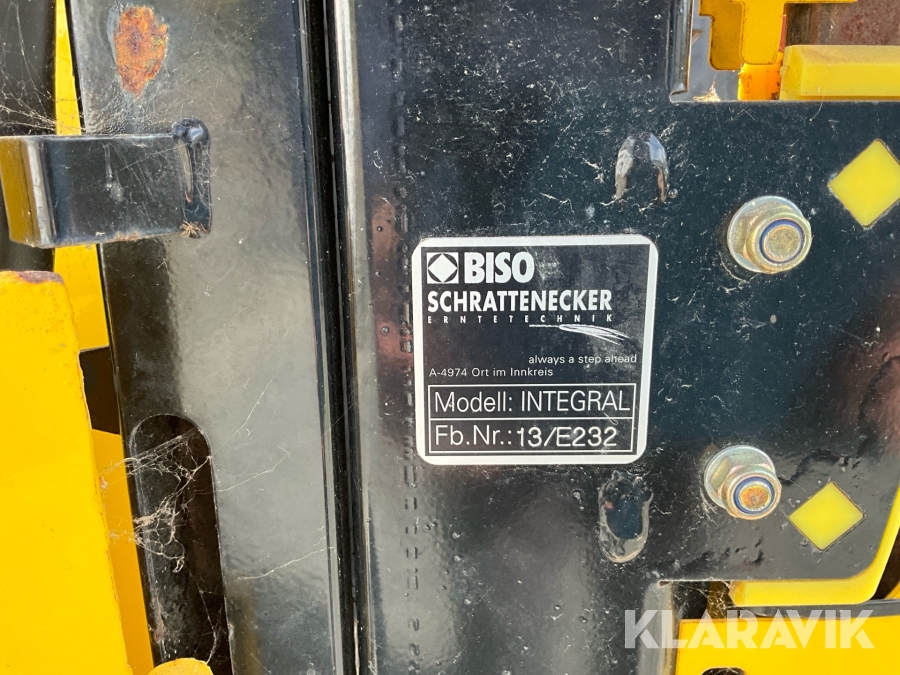 BISO
SCHRATTENECKER
ERNTETECHNIK
always a step ahead
A-4974 Ort im Innkreis
Modell: INTEGRAL
Fb.Nr.: 13/E232
KLARAVIK